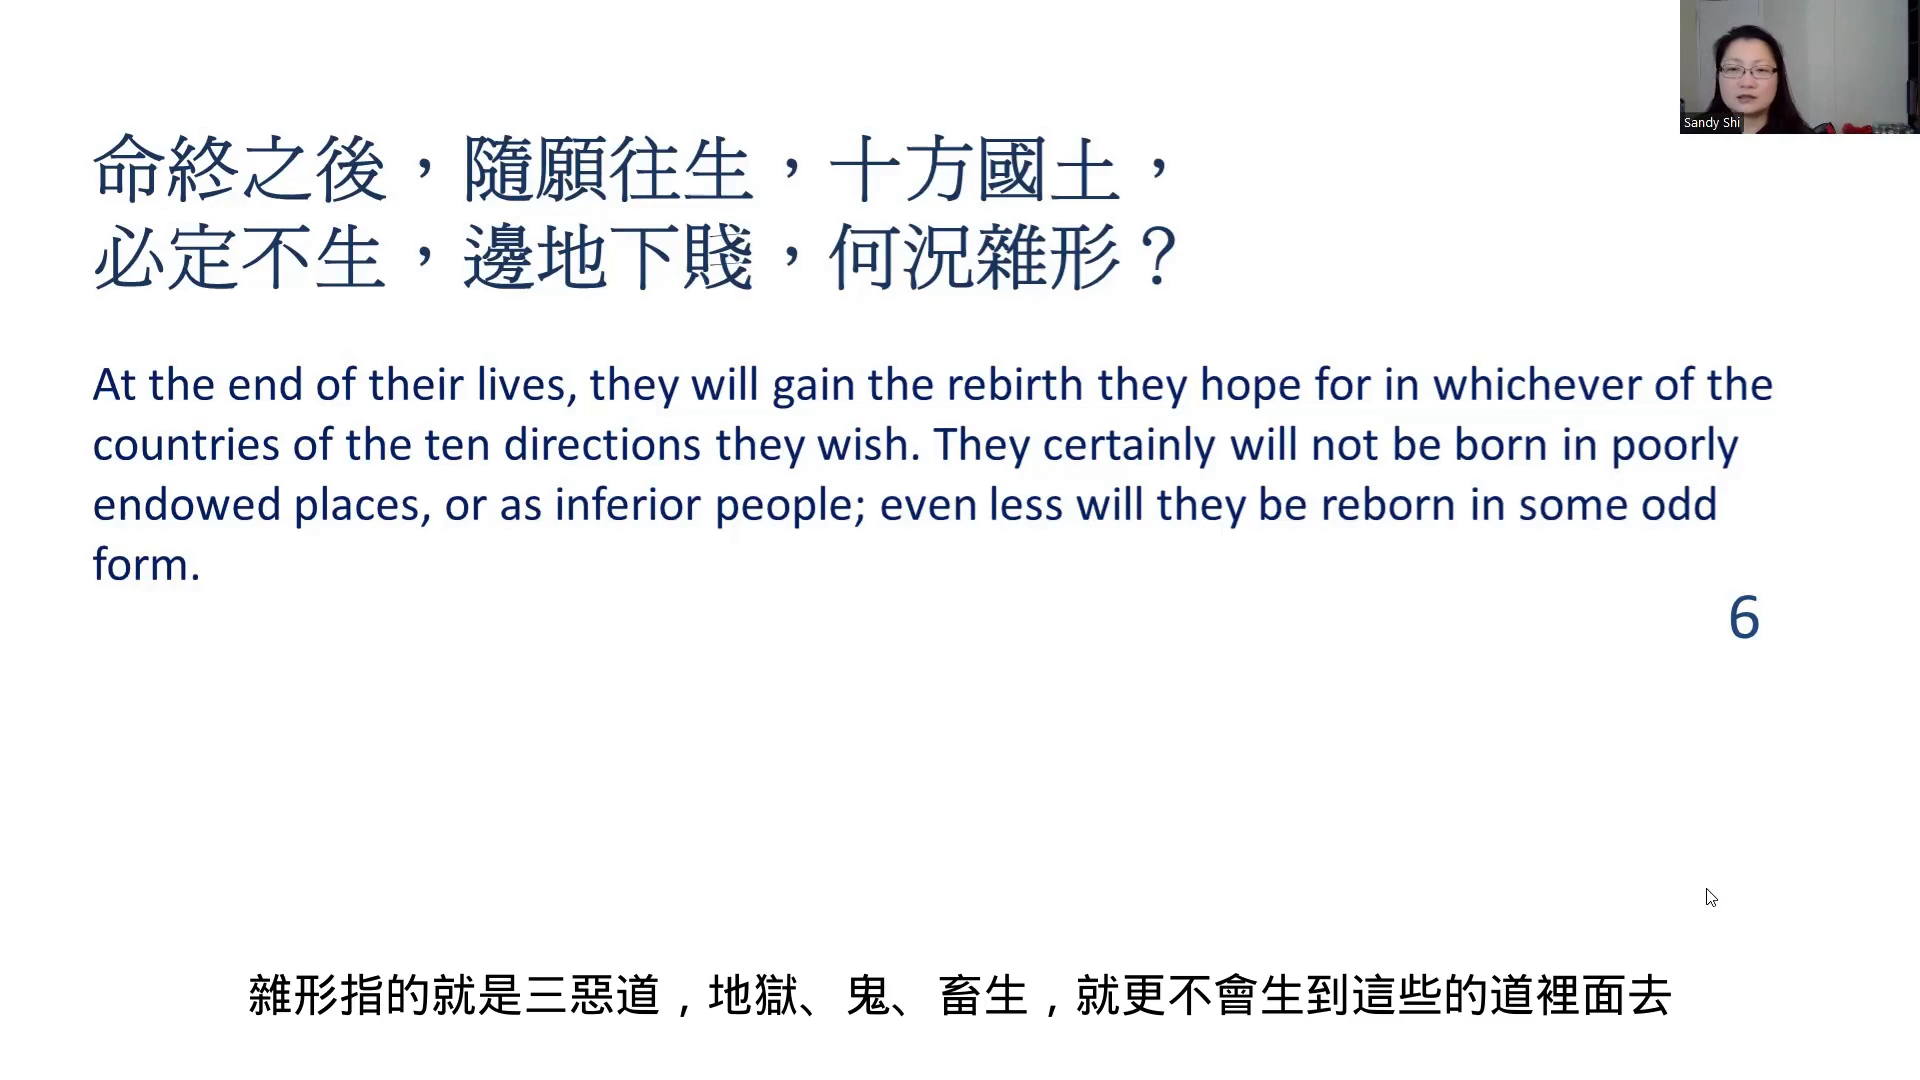 Sandy Shi
命終之後，隨願往生，十方國土，
必定不生，邊地下賤，何況雜形？
At the end of their lives, they will gain the rebirth they hope for in whichever of the
countries of the ten directions they wish. They certainly will not be born in poorly
endowed places, or as inferior people; even less will they be reborn in some odd
form.
6
雜形指的就是三惡道，地獄、鬼、畜生，就更不會生到這些的道裡面去